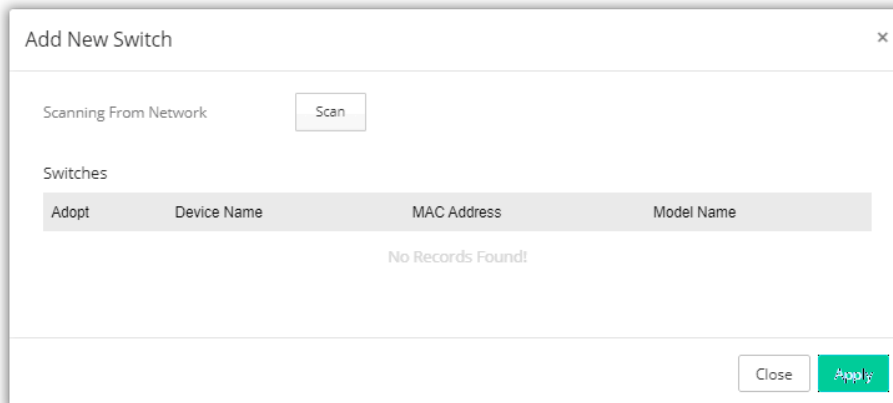 Add New Switch ×
Scanning From Network Scan
Switches
Adopt Device Name MAC Address Model Name
No Records Found!
Close Apply